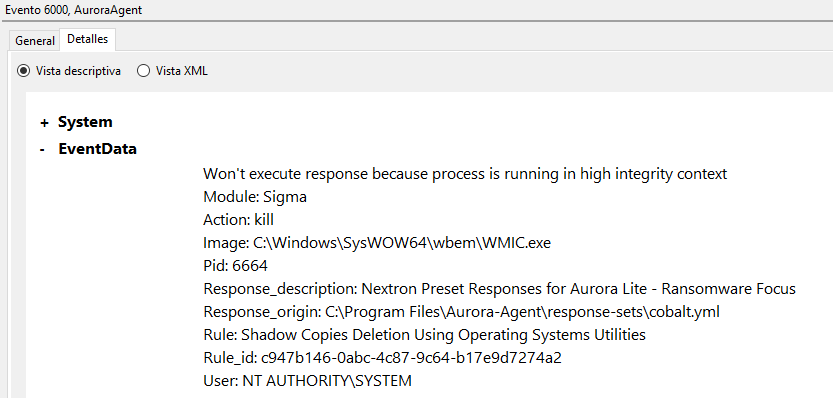 Evento 6000, AuroraAgent
General Detalles
Vista descriptiva Vista XML
+ System
- EventData
Won't execute response because process is running in high integrity context
Module: Sigma
Action: kill
Image: C:\Windows\SysWOW64\wbem\WMIC.exe
Pid: 6664
Response_description: Nextron Preset Responses for Aurora Lite - Ransomware Focus
Response_origin: C:\Program Files\Aurora-Agent\response-sets\cobalt.yml
Rule: Shadow Copies Deletion Using Operating Systems Utilities
Rule_id: c947b146-0abc-4c87-9c64-b17e9d7274a2
User: NT AUTHORITY\SYSTEM